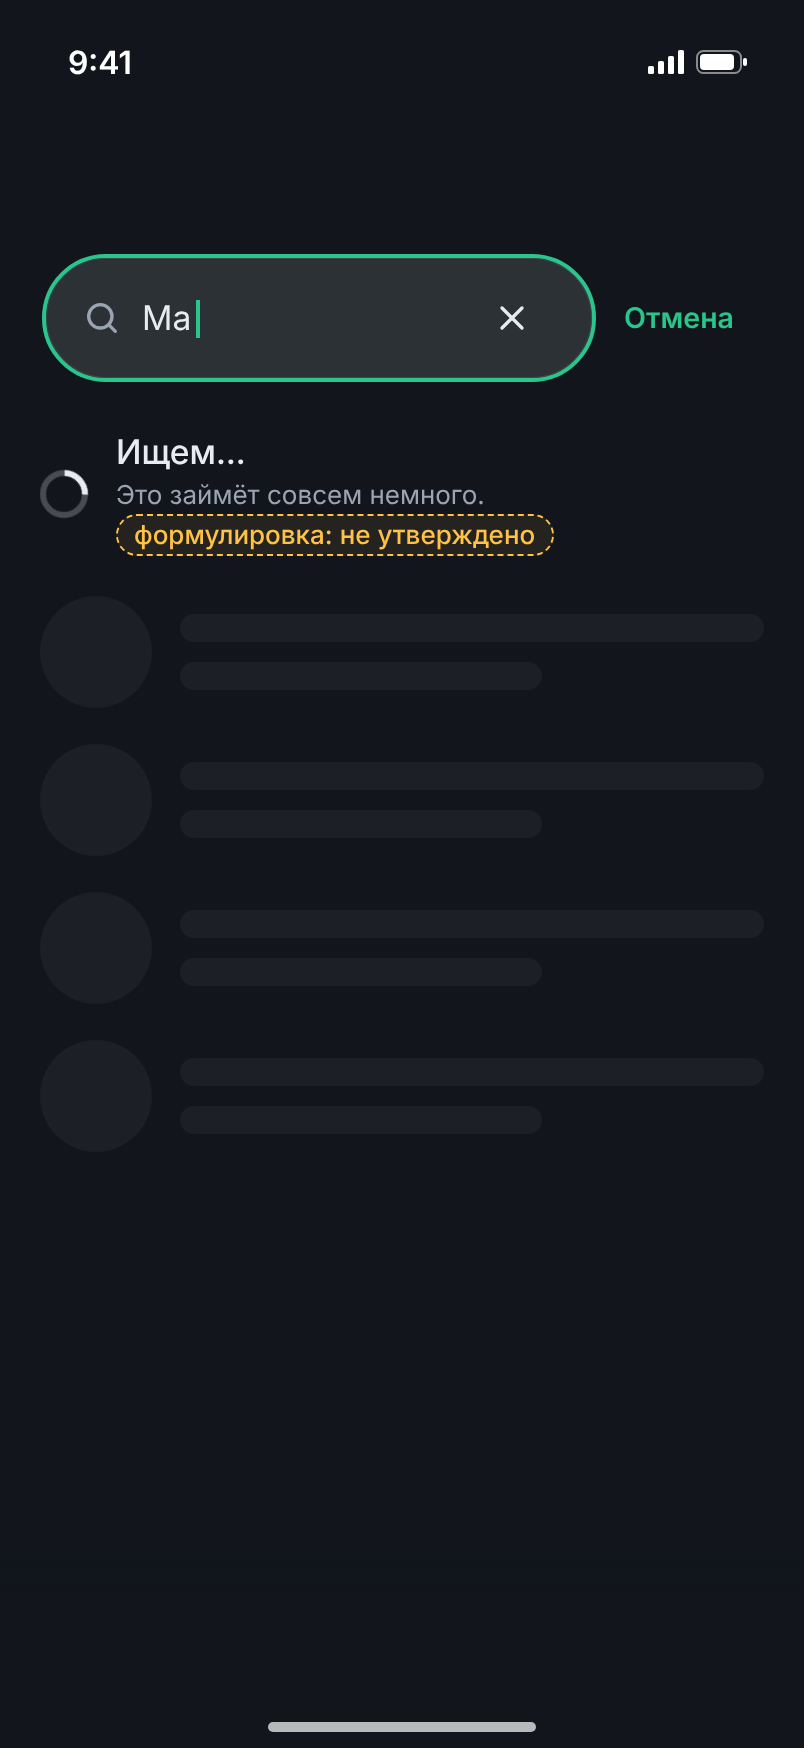 9:41
Ма
Отмена
Ищем...
Это займёт совсем немного.
формулировка: не утверждено